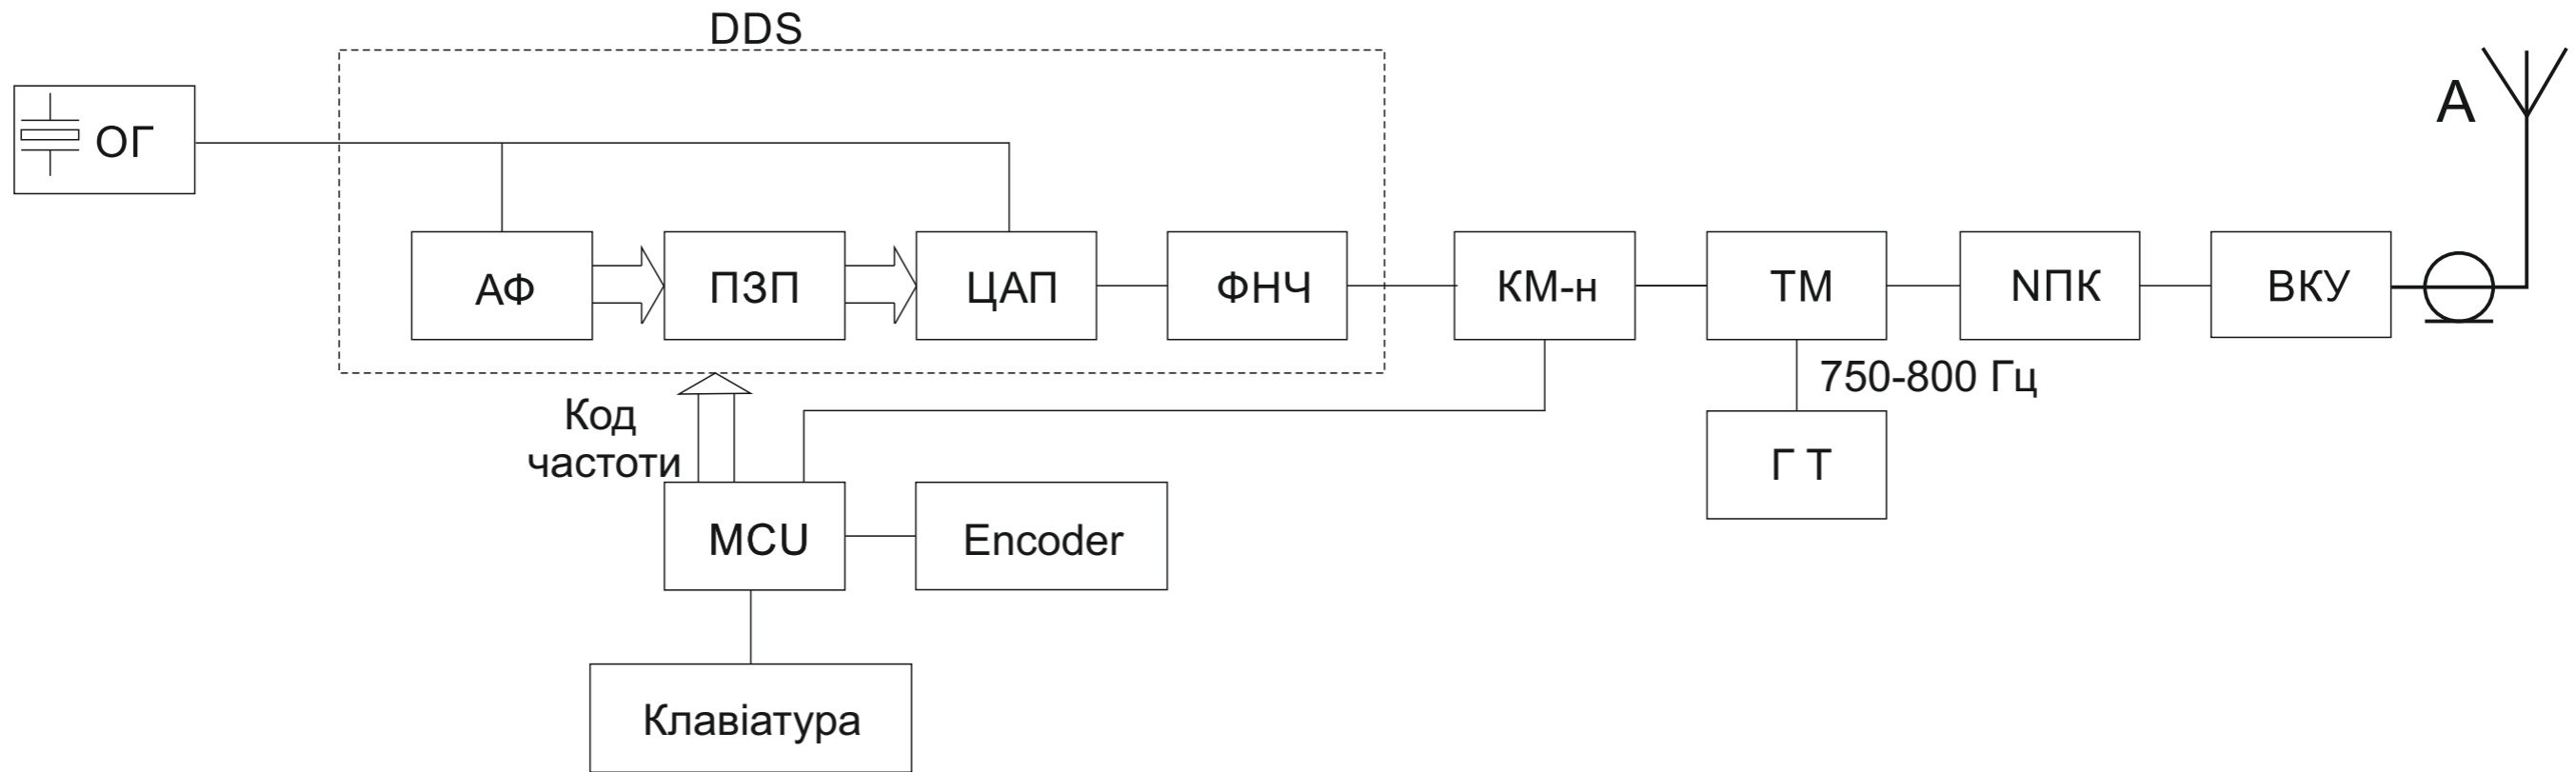 DDS
А
ОГ
АФ
ПЗП
ЦАП
ФНЧ
КМ-н
ТМ
NПК
ВКУ
750-800 Гц
Код
частоти
Г Т
MCU
Encoder
Клавіатура